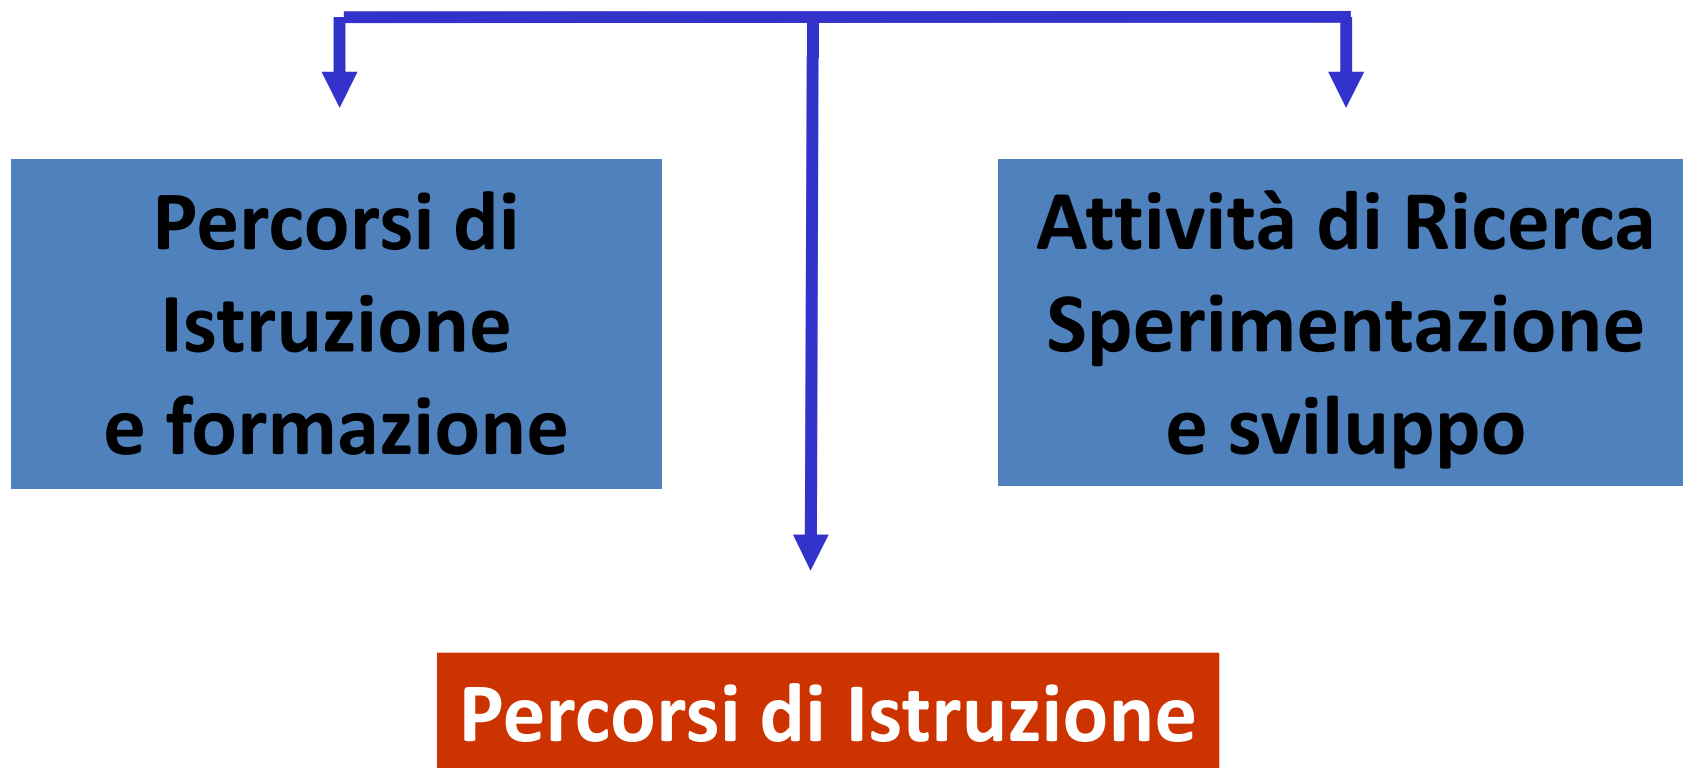 Percorsi di
Istruzione
e formazione
Attività di Ricerca
Sperimentazione
e sviluppo
Percorsi di Istruzione